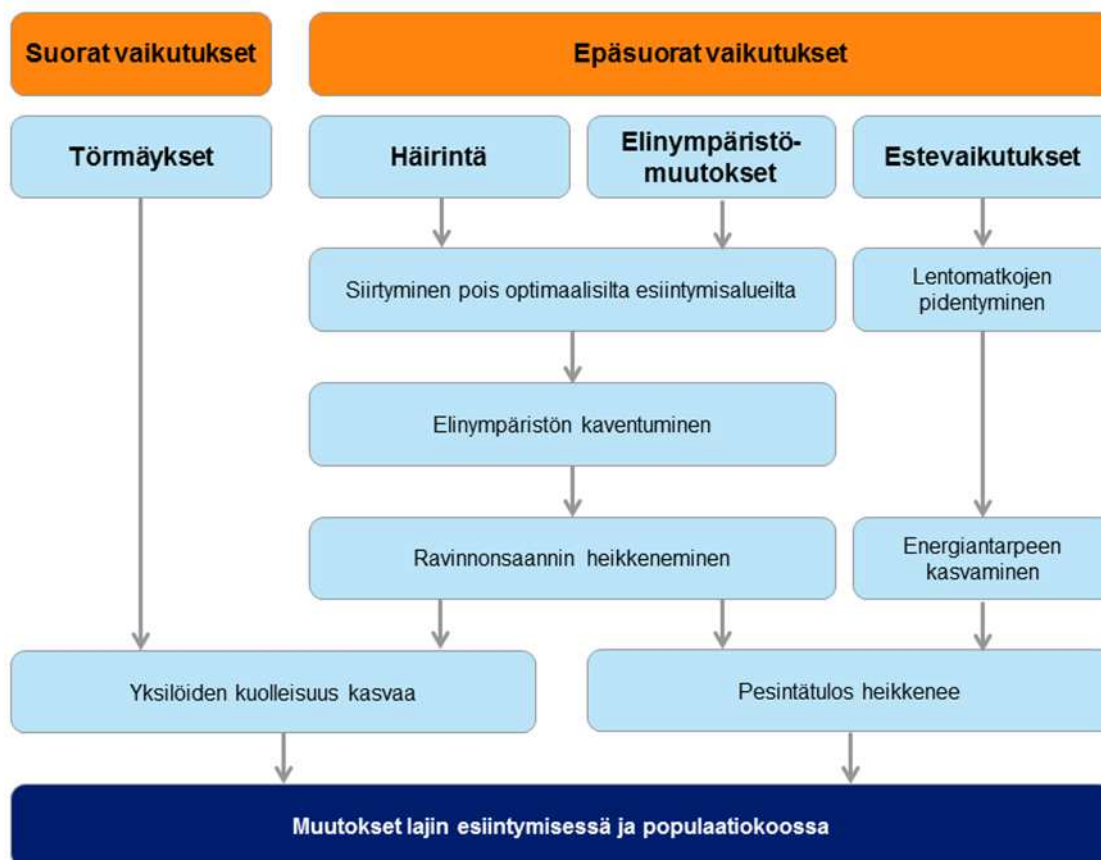 Suorat vaikutukset
Epäsuorat vaikutukset
Törmäykset
Häirintä
Elinympäristö-
muutokset
Estevaikutukset
Siirtyminen pois optimaalisilta esiintymisalueilta
Lentomatkojen
pidentyminen
Elinympäristön kaventuminen
Ravinnonsaannin heikkeneminen
Energiantarpeen
kasvaminen
Yksilöiden kuolleisuus kasvaa
Pesintätulos heikkenee
Muutokset lajin esiintymisessä ja populaatiokoossa